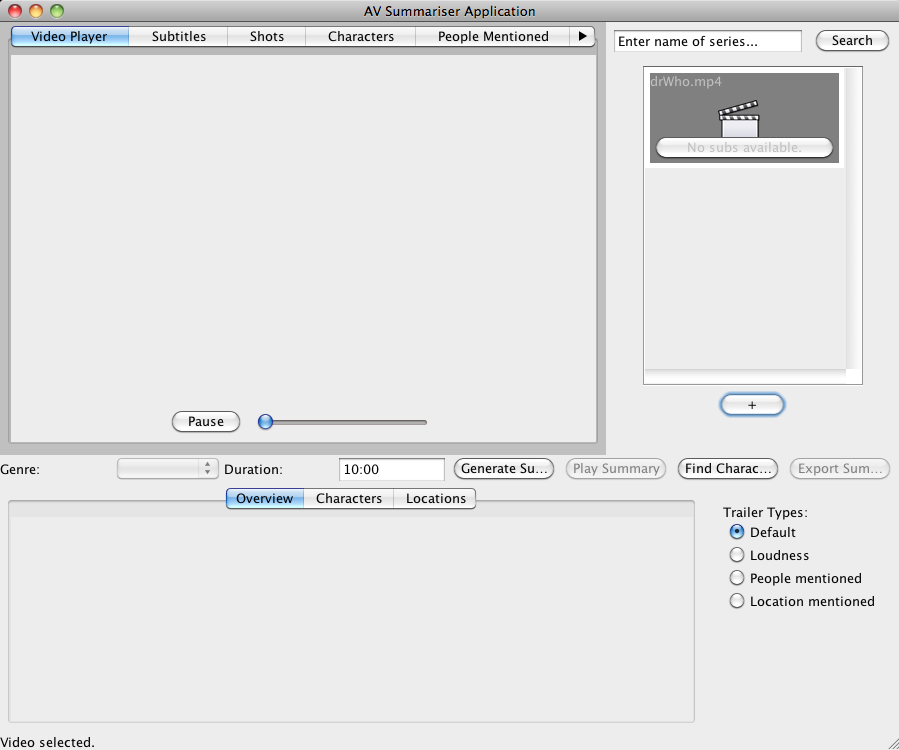 AV Summariser Application
Video Player Subtitles Shots Characters People Mentioned
Enter name of series... Search
drWho.mp4
No subs available.
+
Pause
Genre: Duration: 10:00 Generate Su... Play Summary Find Charac... Export Sum...
Overview Characters Locations
Trailer Types:
Default
Loudness
People mentioned
Location mentioned
Video selected.